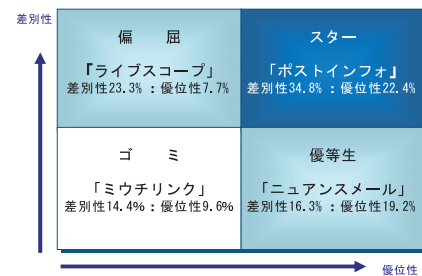 差別性
偏　屈
『ライブスコープ」
差別性23.3%：優位性7.7%
スター
「ポストインフォ』
差別性34.8%：優位性22.4%
ゴ　ミ
「ミウチリンク」
差別性14.4%：優位性9.6%
優等生
「ニュアンスメール」
差別性16.3%：優位性19.2%
優位性